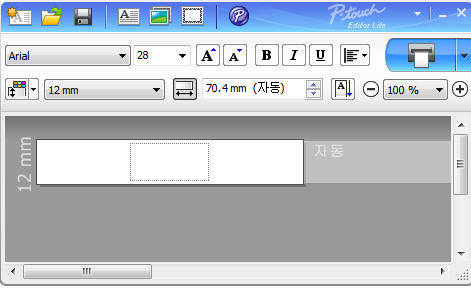 P-touch
Editor Lite
Arial
28
A A B I U
12 mm
70.4 mm (자동)
A
100 %
12 mm
자동